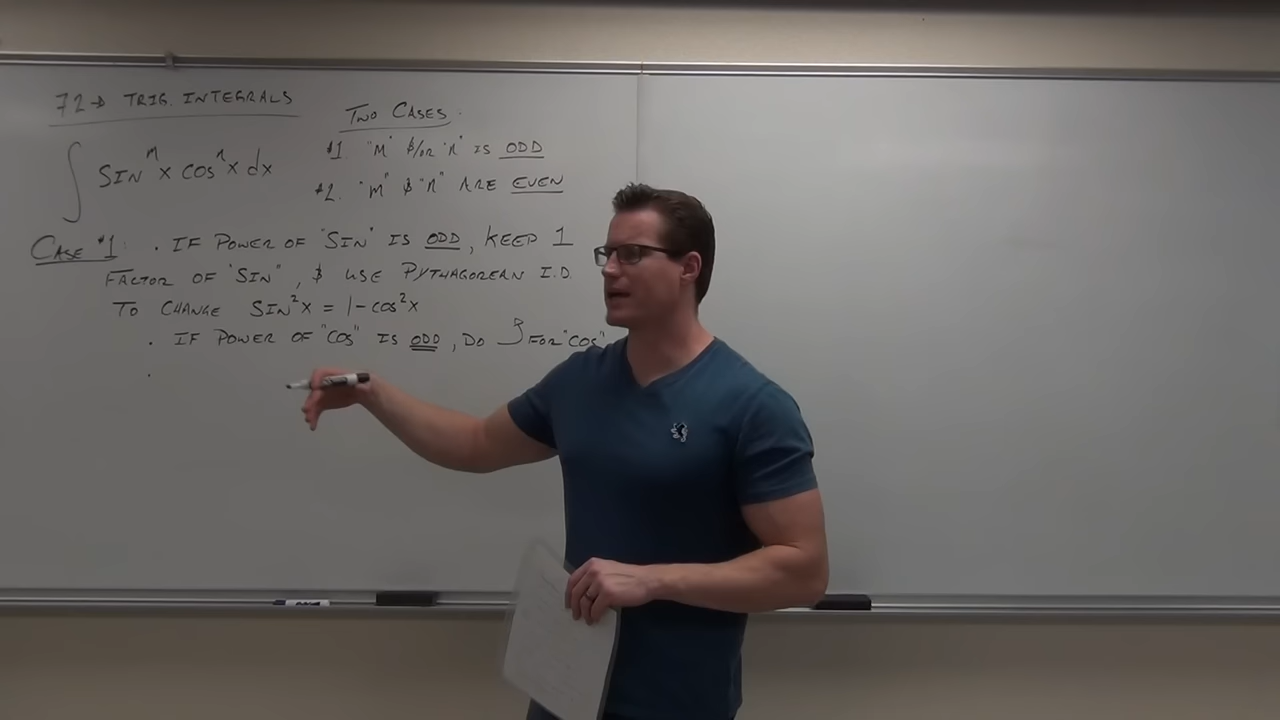 7.2 → TRIG. INTEGRALS
∫ SINᵐx COSⁿx dx
TWO CASES:
#1. "M" &/OR "N" IS ODD
#2. "M" & "N" ARE EVEN
CASE #1: • IF POWER OF "SIN" IS ODD, KEEP 1
FACTOR OF "SIN", & USE PYTHAGOREAN I.D.
TO CHANGE SIN²x = 1 - COS²x
• IF POWER OF "COS" IS ODD, DO FOR "COS"
•